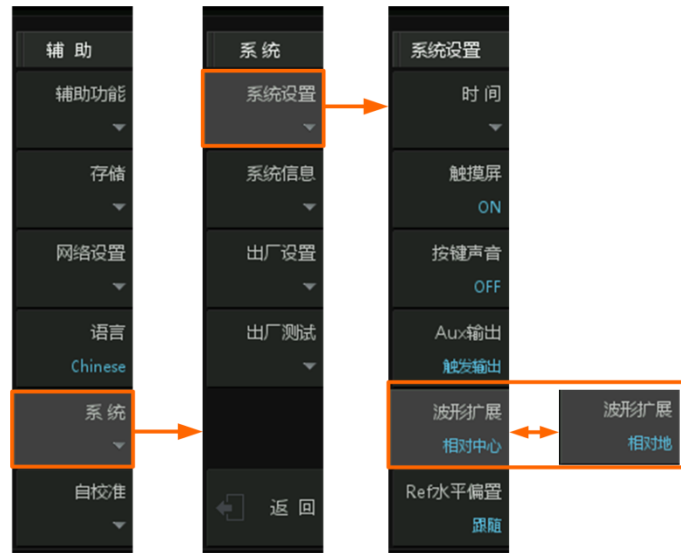 辅 助
辅助功能
存储
网络设置
语言
Chinese
系 统
自校准
系 统
系统设置
系统信息
出厂设置
出厂测试
返 回
系统设置
时 间
触摸屏
ON
按键声音
OFF
Aux输出
触发输出
波形扩展
相对中心
Ref水平偏置
跟随
波形扩展
相对地